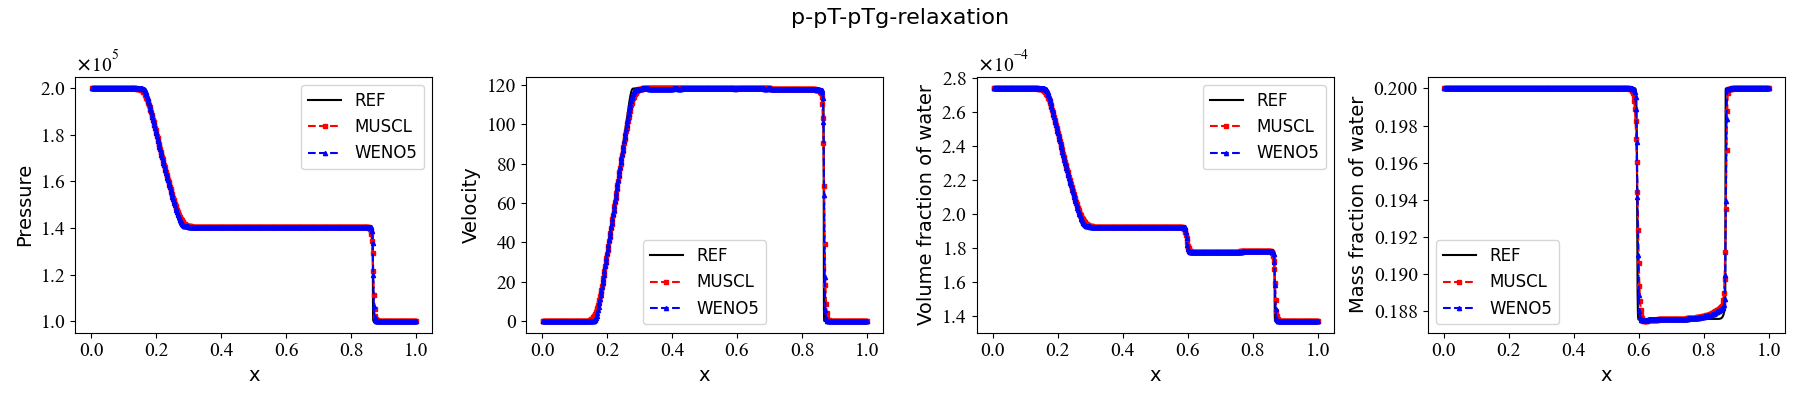 p-pT-pTg-relaxation
×10⁵
2.0
1.8
1.6
1.4
1.2
1.0
0.0 0.2 0.4 0.6 0.8 1.0
Pressure
x
REF
MUSCL
WENO5
120
100
80
60
40
20
0
0.0 0.2 0.4 0.6 0.8 1.0
Velocity
x
REF
MUSCL
WENO5
×10⁻⁴
2.8
2.6
2.4
2.2
2.0
1.8
1.6
1.4
0.0 0.2 0.4 0.6 0.8 1.0
Volume fraction of water
x
REF
MUSCL
WENO5
0.200
0.198
0.196
0.194
0.192
0.190
0.188
0.0 0.2 0.4 0.6 0.8 1.0
Mass fraction of water
x
REF
MUSCL
WENO5